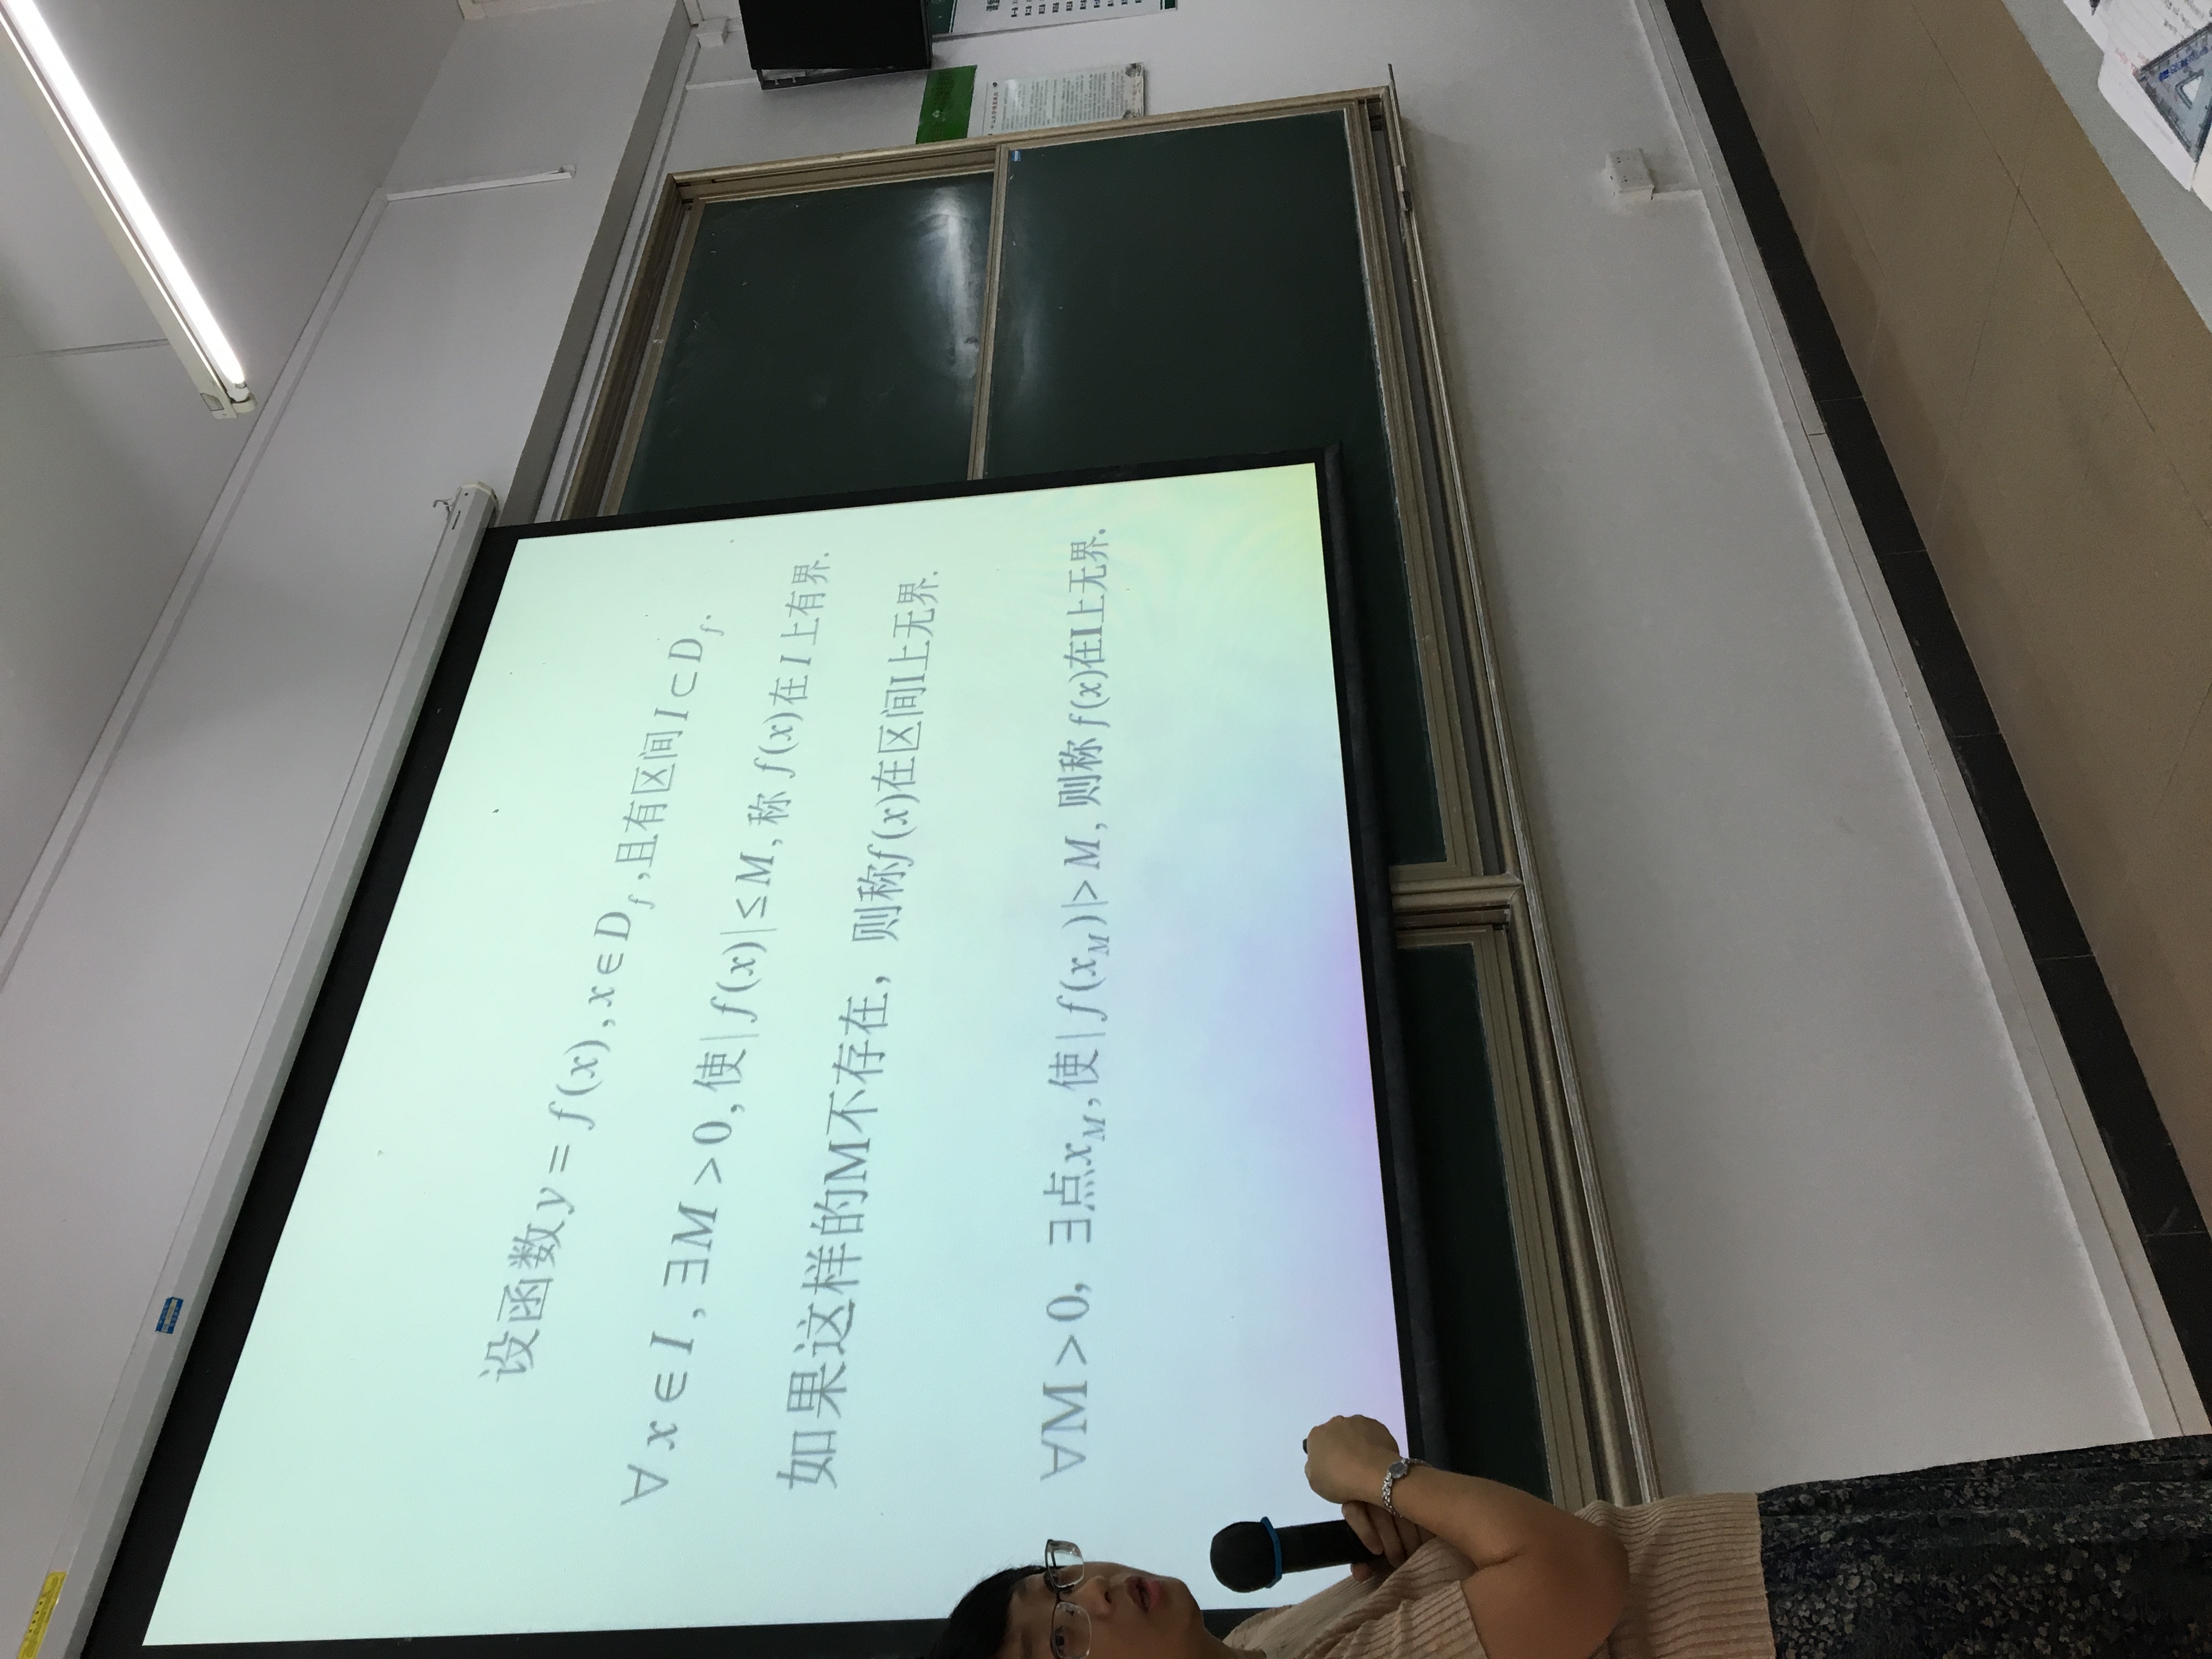 设函数y = f(x), x∈D_f,且有区间 I⊂D_f.
∀ x∈I, ∃M >0, 使| f(x)|≤M, 称 f(x)在 I 上有界.
如果这样的M不存在，则称f(x)在区间I上无界.
∀M > 0，∃点x_M,使| f(x_M)|> M, 则称 f(x)在I上无界.